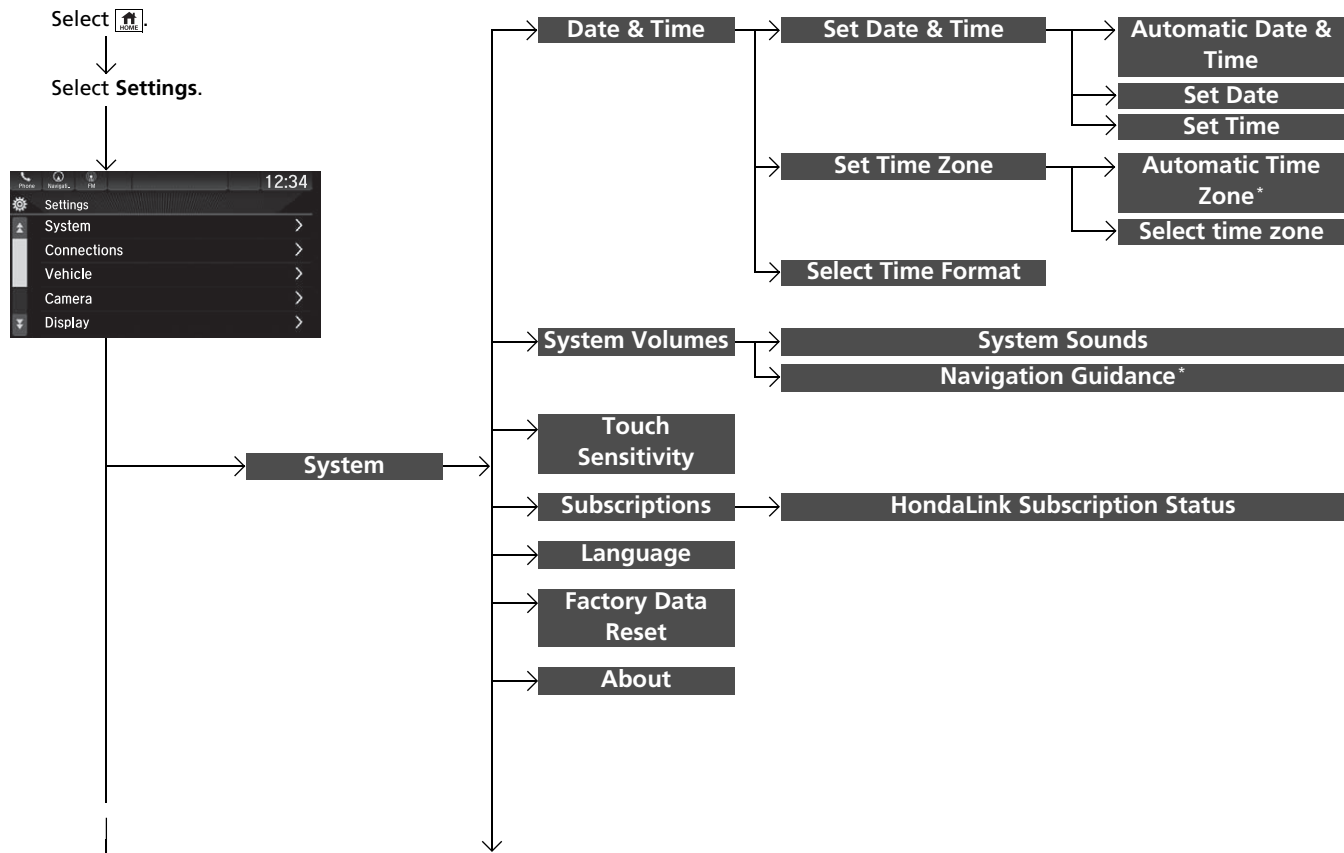 Select HOME.
Select Settings.
Phone Navigati.. FM 12:34
Settings
System
Connections
Vehicle
Camera
Display
System
Date & Time
Set Date & Time
Automatic Date &
Time
Set Date
Set Time
Set Time Zone
Automatic Time
Zone*
Select time zone
Select Time Format
System Volumes
System Sounds
Navigation Guidance*
Touch
Sensitivity
Subscriptions
HondaLink Subscription Status
Language
Factory Data
Reset
About